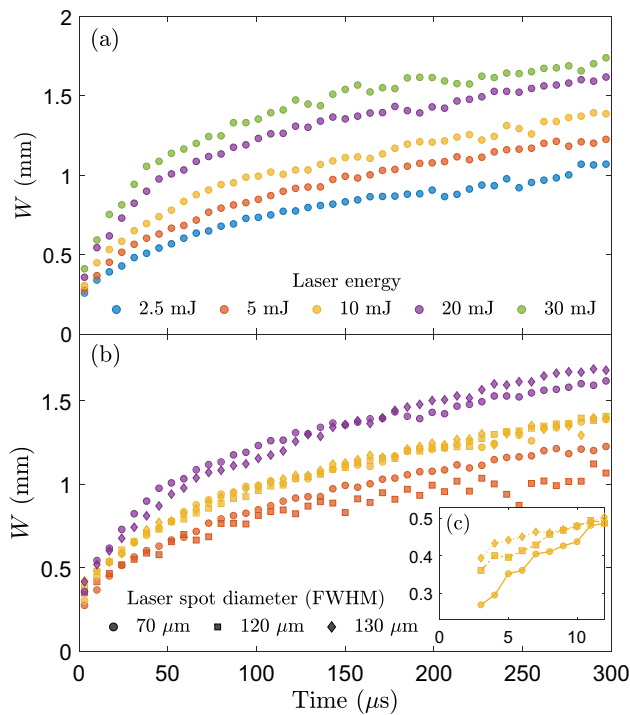 2
(a)
1.5
W (mm)
1
0.5
Laser energy
2.5 mJ 5 mJ 10 mJ 20 mJ 30 mJ
0
(b)
1.5
W (mm)
1
(c)
0.5
0.4
0.3
0 5 10
0.5
Laser spot diameter (FWHM)
70 μm 120 μm 130 μm
0
0 50 100 150 200 250 300
Time (μs)